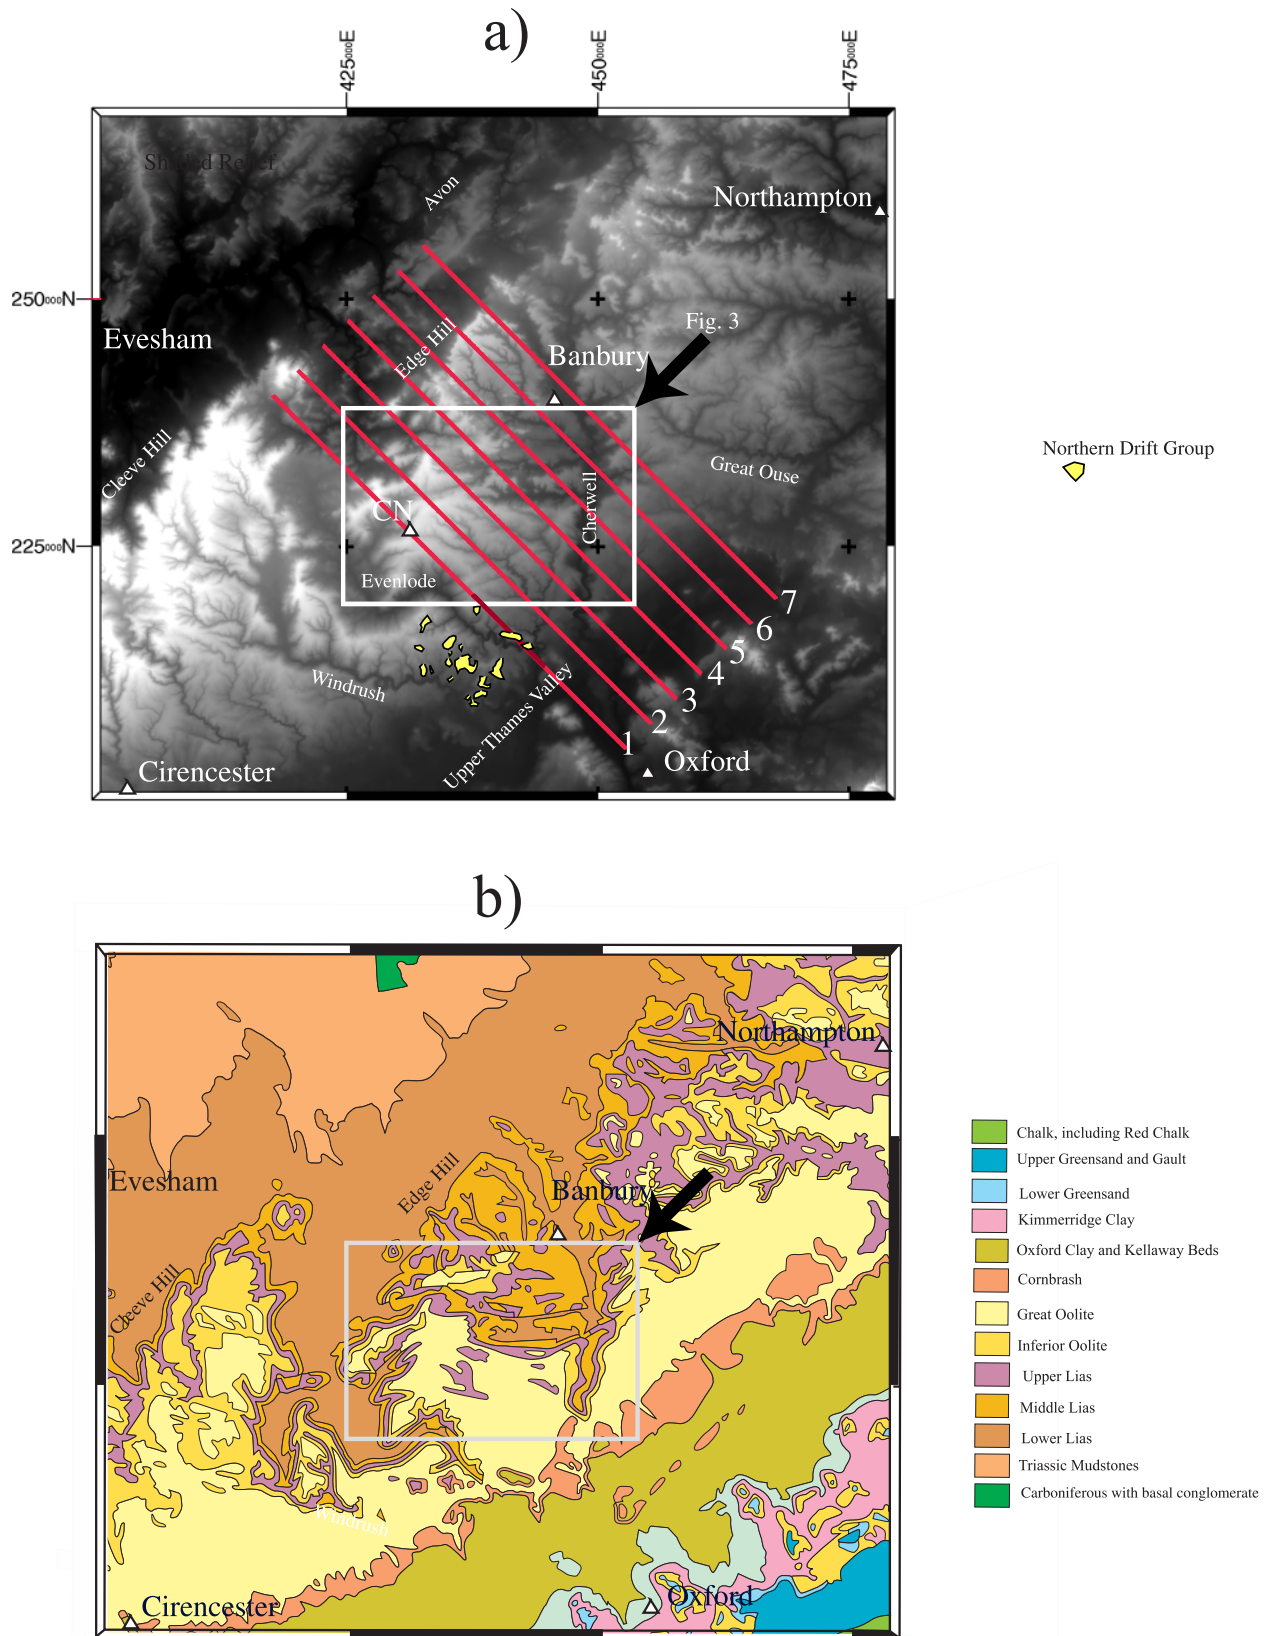 a)
425000E
450000E
475000E
Shaded Relief
Avon
Northampton
250000N
Fig. 3
Evesham
Edge Hill
Banbury
Cleeve Hill
Great Ouse
Northern Drift Group
CN
Cherwell
225000N
Evenlode
7
6
5
4
Windrush
3
Upper Thames Valley
2
1
Oxford
Cirencester
b)
Northampton
Chalk, including Red Chalk
Upper Greensand and Gault
Evesham
Edge Hill
Banbury
Lower Greensand
Kimmerridge Clay
Oxford Clay and Kellaway Beds
Cornbrash
Cleeve Hill
Great Oolite
Inferior Oolite
Upper Lias
Middle Lias
Lower Lias
Triassic Mudstones
Carboniferous with basal conglomerate
Windrush
Oxford
Cirencester